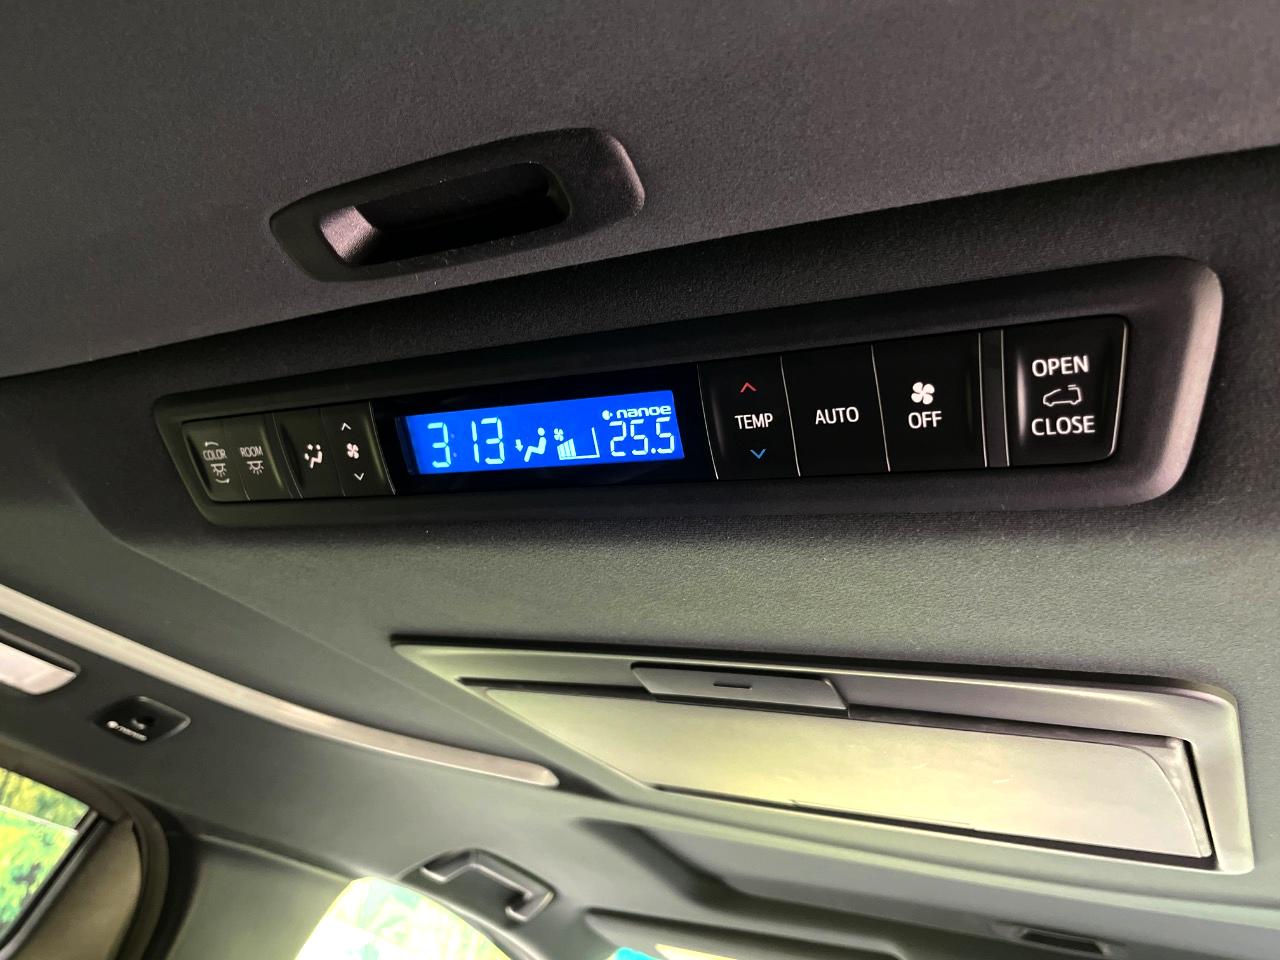 COLOR
ROOM
3:13
nanoe
25.5
TEMP
AUTO
OFF
OPEN
CLOSE